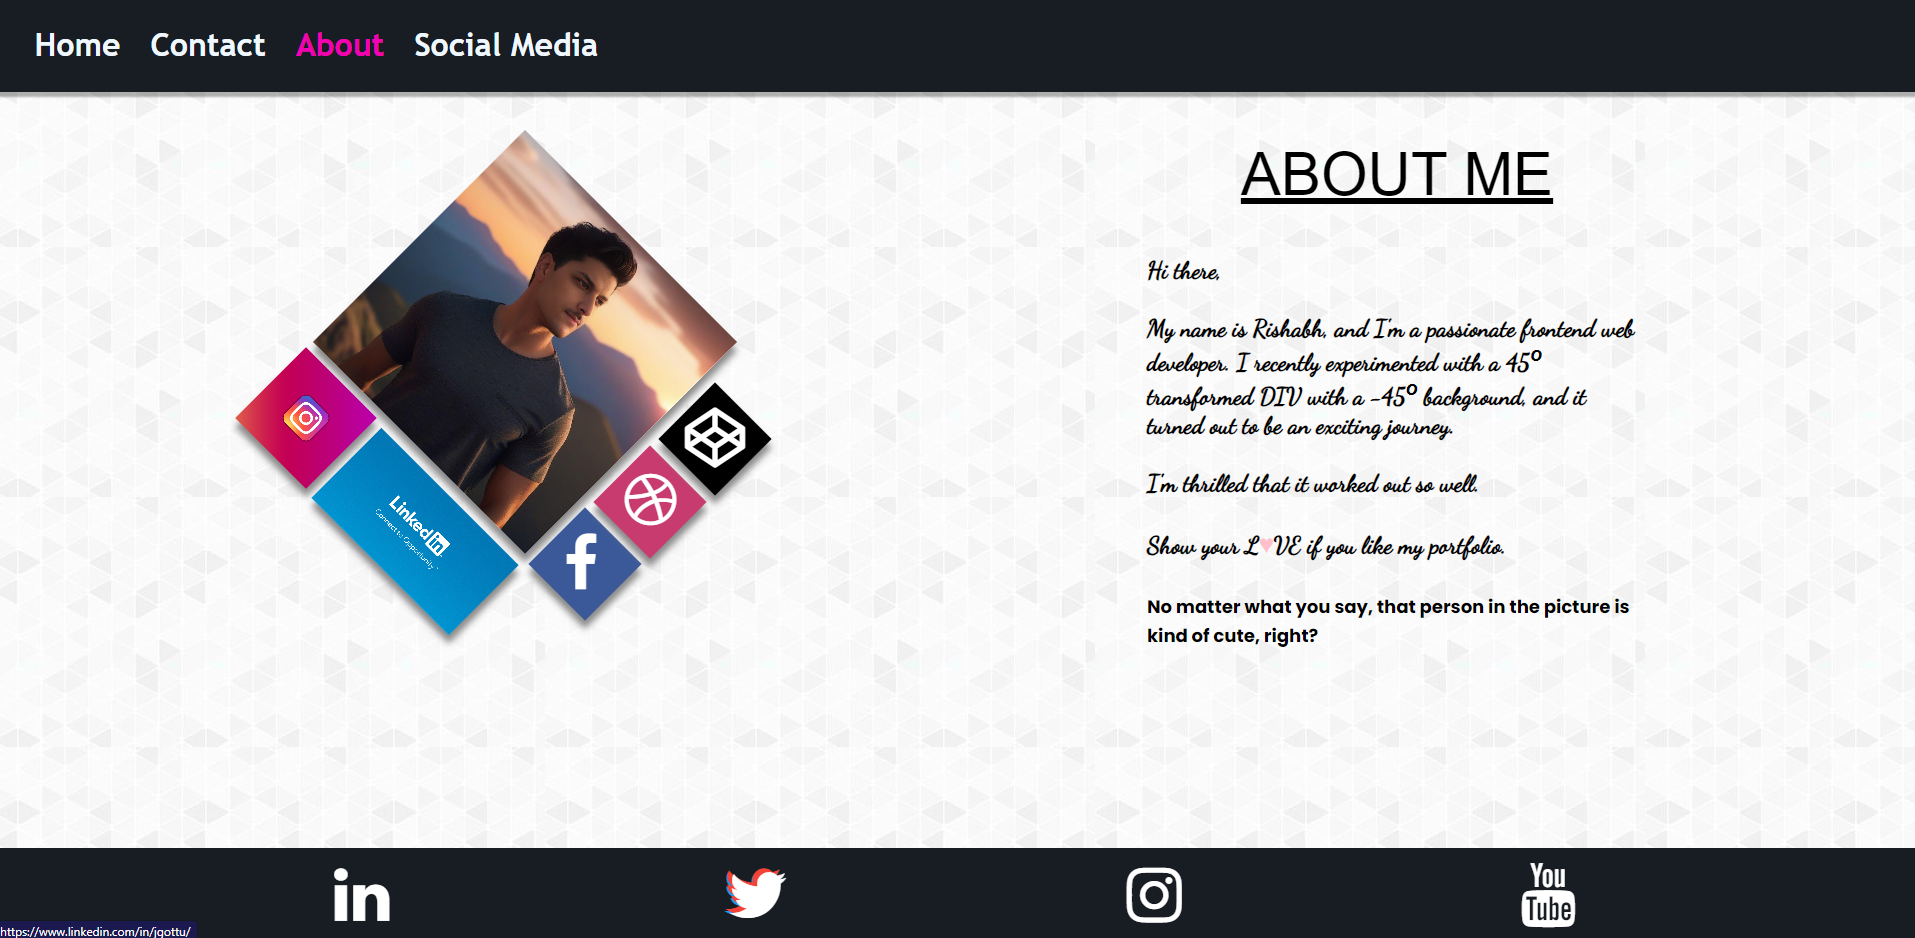 Home Contact About Social Media
ABOUT ME
Hi there,
My name is Rishabh, and I'm a passionate frontend web
developer. I recently experimented with a 45°
transformed DIV with a -45° background, and it
turned out to be an exciting journey.
I'm thrilled that it worked out so well.
Show your L♥VE if you like my portfolio.
No matter what you say, that person in the picture is
kind of cute, right?
LinkedIn
Connect to Opportunity
in
You
Tube
https://www.linkedin.com/in/jgottu/